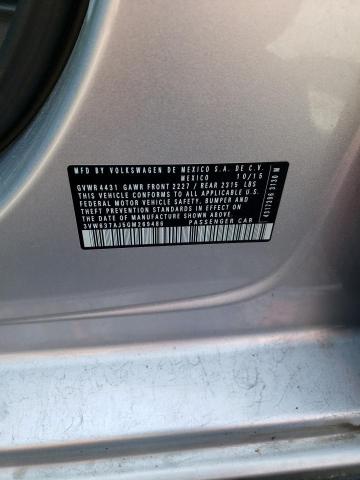 MFD BY VOLKSWAGEN DE MEXICO S.A. DE C.V.
MEXICO 10/15
GVWR 4431 GAWR FRONT 2227 / REAR 2315 LBS
THIS VEHICLE CONFORMS TO ALL APPLICABLE U.S.
FEDERAL MOTOR VEHICLE SAFETY, BUMPER AND
THEFT PREVENTION STANDARDS IN EFFECT ON
THE DATE OF MANUFACTURE SHOWN ABOVE.
3VW637AJ5GM269486
PASSENGER CAR